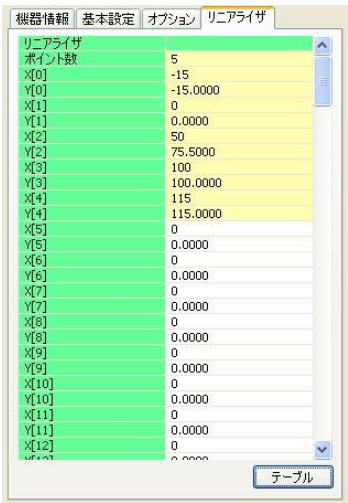 機器情報 基本設定 オプション リニアライザ
リニアライザ
ポイント数 5
X[0] -15
Y[0] -15.0000
X[1] 0
Y[1] 0.0000
X[2] 50
Y[2] 75.5000
X[3] 100
Y[3] 100.0000
X[4] 115
Y[4] 115.0000
X[5] 0
Y[5] 0.0000
X[6] 0
Y[6] 0.0000
X[7] 0
Y[7] 0.0000
X[8] 0
Y[8] 0.0000
X[9] 0
Y[9] 0.0000
X[10] 0
Y[10] 0.0000
X[11] 0
Y[11] 0.0000
X[12] 0
テーブル